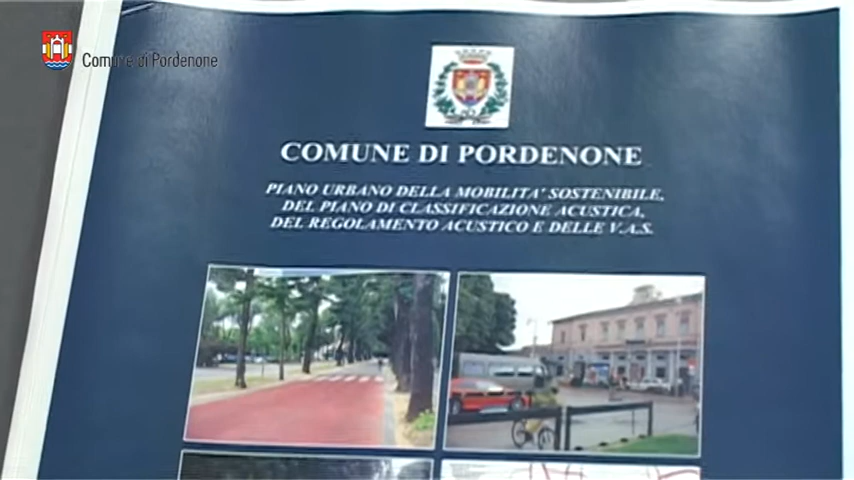 Comune di Pordenone
COMUNE DI PORDENONE
PIANO URBANO DELLA MOBILITA' SOSTENIBILE,
DEL PIANO DI CLASSIFICAZIONE ACUSTICA,
DEL REGOLAMENTO ACUSTICO E DELLE V.A.S.